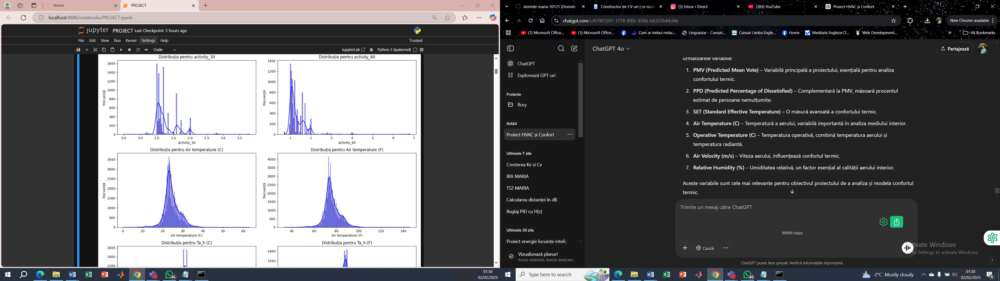 Home
PROJECT
localhost:8888/notebooks/PROJECT.ipynb
jupyter PROJECT Last Checkpoint: 5 hours ago
File Edit View Run Kernel Settings Help
Trusted
Code
JupyterLab
Python 3 (ipykernel)
Distribuția pentru activity_30
Frecvență
1600
1400
1200
1000
800
600
400
200
0
0.0 0.5 1.0 1.5 2.0 2.5 3.0 3.5
activity_30
Distribuția pentru activity_60
Frecvență
1400
1200
1000
800
600
400
200
0
1 2 3 4 5 6 7
activity_60
Distribuția pentru Air temperature (C)
Frecvență
3500
3000
2500
2000
1500
1000
500
0
0 10 20 30 40 50 60
Air temperature (C)
Distribuția pentru Air temperature (F)
Frecvență
4000
3500
3000
2500
2000
1500
1000
500
0
40 60 80 100 120 140
Air temperature (F)
Distribuția pentru Ta_h (C)
1600
1400
1200
Distribuția pentru Ta_h (F)
1400
1200
46
01:30
02/02/2025
domide-maria-30121 (Domide
Constructor de CV-uri | cv-ro.co
(5) Inbox • Direct
(385) YouTube
Proiect HVAC și Confort
chatgpt.com/c/67901297-1778-800c-850b-b6337b44cf4e
New Chrome available
(1) Microsoft Office...
(1) Microsoft Office...
Cum ar trebui redac...
Linguastar - Cursuri...
Cursuri Limba Engle...
Home
Meditatii Engleza Cl...
Web Development...
»
All Bookmarks
ChatGPT 4o
Partajează
ChatGPT
Explorează GPT-uri
Proiecte
flory
Astăzi
Proiect HVAC și Confort
Ultimele 7 zile
Cresterea Kv si Cv
IRA MARIA
TS2 MARIA
Calcularea distanței în dB
Reglaj PID cu H(z)
Ultimele 30 zile
Proiect energie locuințe intelig
Vizualizează planuri
Acces nelimitat, funcții dedicate...
următoarele variabile:
1. PMV (Predicted Mean Vote) – Variabilă principală a proiectului, esențială pentru analiza
confortului termic.
2. PPD (Predicted Percentage of Dissatisfied) – Complementară la PMV, măsoară procentul
estimat de persoane nemulțumite.
3. SET (Standard Effective Temperature) – O măsură avansată a confortului termic.
4. Air Temperature (C) – Temperatură a aerului, variabilă importantă în analiza mediului interior.
5. Operative Temperature (C) – Temperatura operativă, combină temperatura aerului și
temperatura radiantă.
6. Air Velocity (m/s) – Viteza aerului, influențează confortul termic.
7. Relative Humidity (%) – Umiditatea relativă, un factor esențial al calității aerului interior.
Aceste variabile sunt cele mai relevante pentru obiectivul proiectului de a analiza și modela confortul
termic.
Trimite un mesaj către ChatGPT
99999 chars
Caută
Activate Windows
Go to Settings to activate Windows.
ChatGPT poate face greșeli. Verifică informațiile importante.
?
Type here to search
46
-2°C Mostly cloudy
01:30
02/02/2025
4